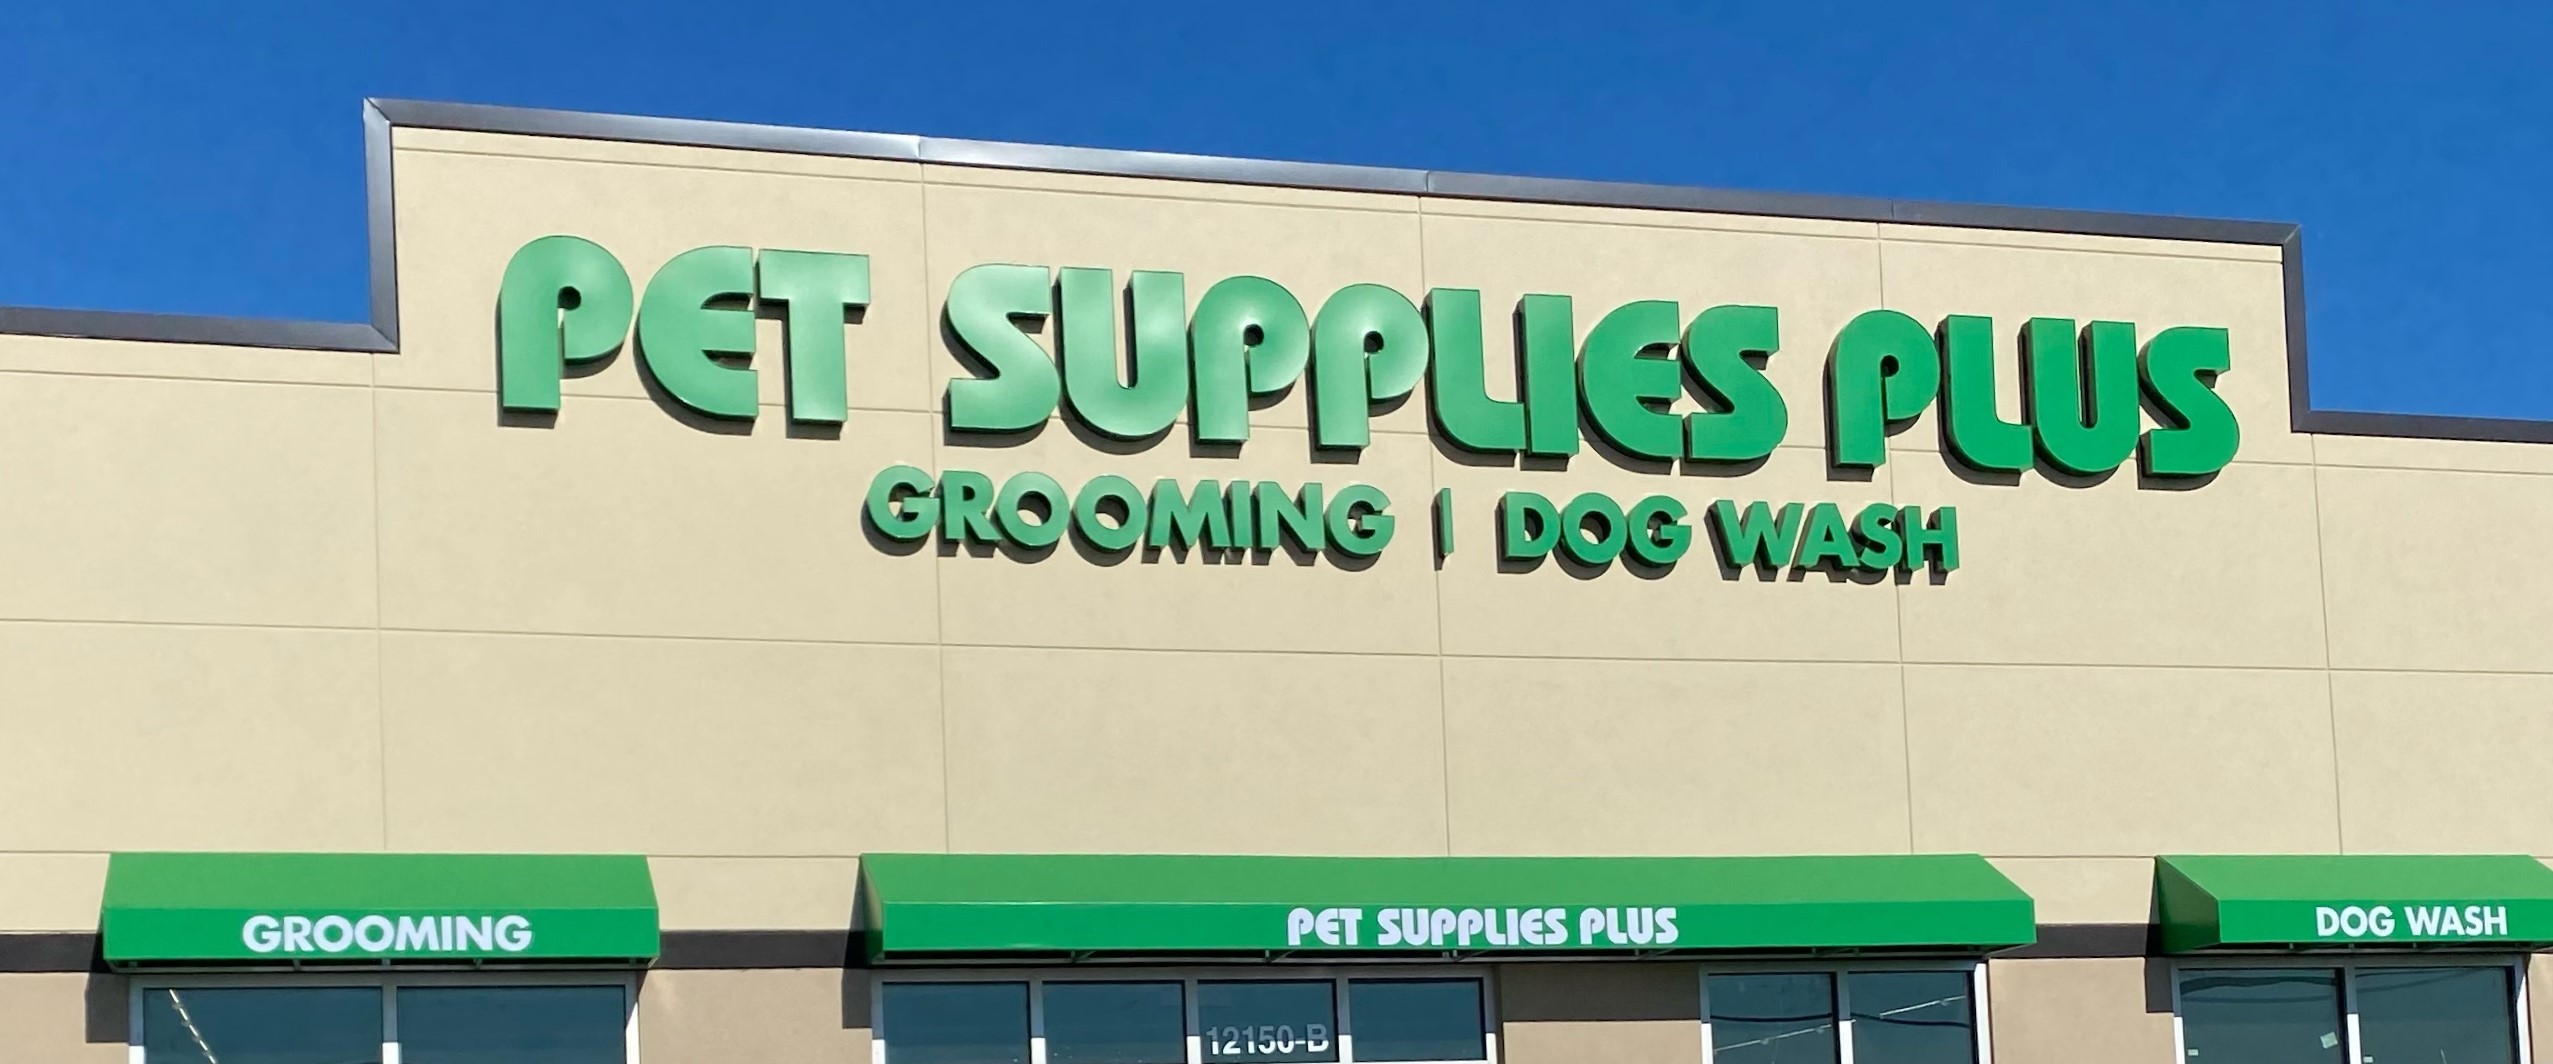 PET SUPPLIES PLUS
GROOMING | DOG WASH
GROOMING
PET SUPPLIES PLUS
DOG WASH
12150-B